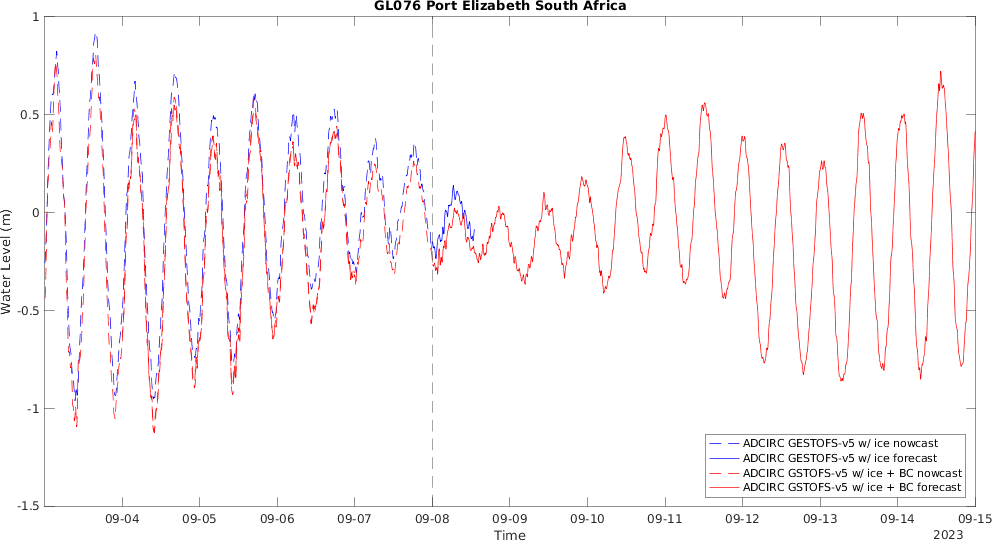 GL076 Port Elizabeth South Africa
1
0.5
0
-0.5
-1
-1.5
Water Level (m)
ADCIRC GESTOFS-v5 w/ ice nowcast
ADCIRC GESTOFS-v5 w/ ice forecast
ADCIRC GSTOFS-v5 w/ ice + BC nowcast
ADCIRC GSTOFS-v5 w/ ice + BC forecast
09-04 09-05 09-06 09-07 09-08 09-09 09-10 09-11 09-12 09-13 09-14 09-15
Time
2023